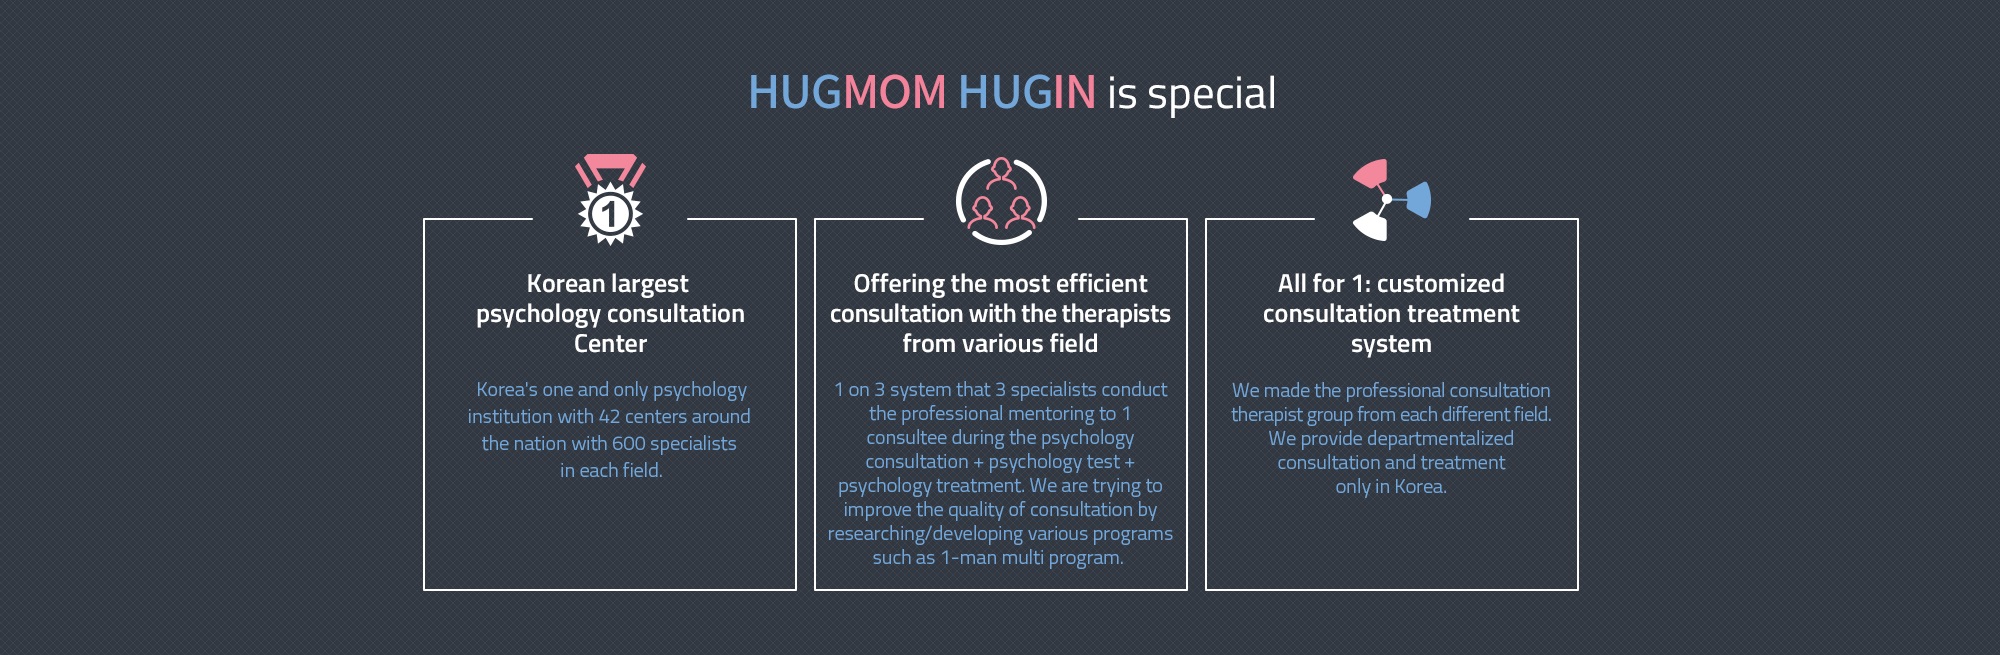 HUGMOM HUGIN is special
1
Korean largest
psychology consultation
Center
Korea's one and only psychology
institution with 42 centers around
the nation with 600 specialists
in each field.
Offering the most efficient
consultation with the therapists
from various field
1 on 3 system that 3 specialists conduct
the professional mentoring to 1
consultee during the psychology
consultation + psychology test +
psychology treatment. We are trying to
improve the quality of consultation by
researching/developing various programs
such as 1-man multi program.
All for 1: customized
consultation treatment
system
We made the professional consultation
therapist group from each different field.
We provide departmentalized
consultation and treatment
only in Korea.